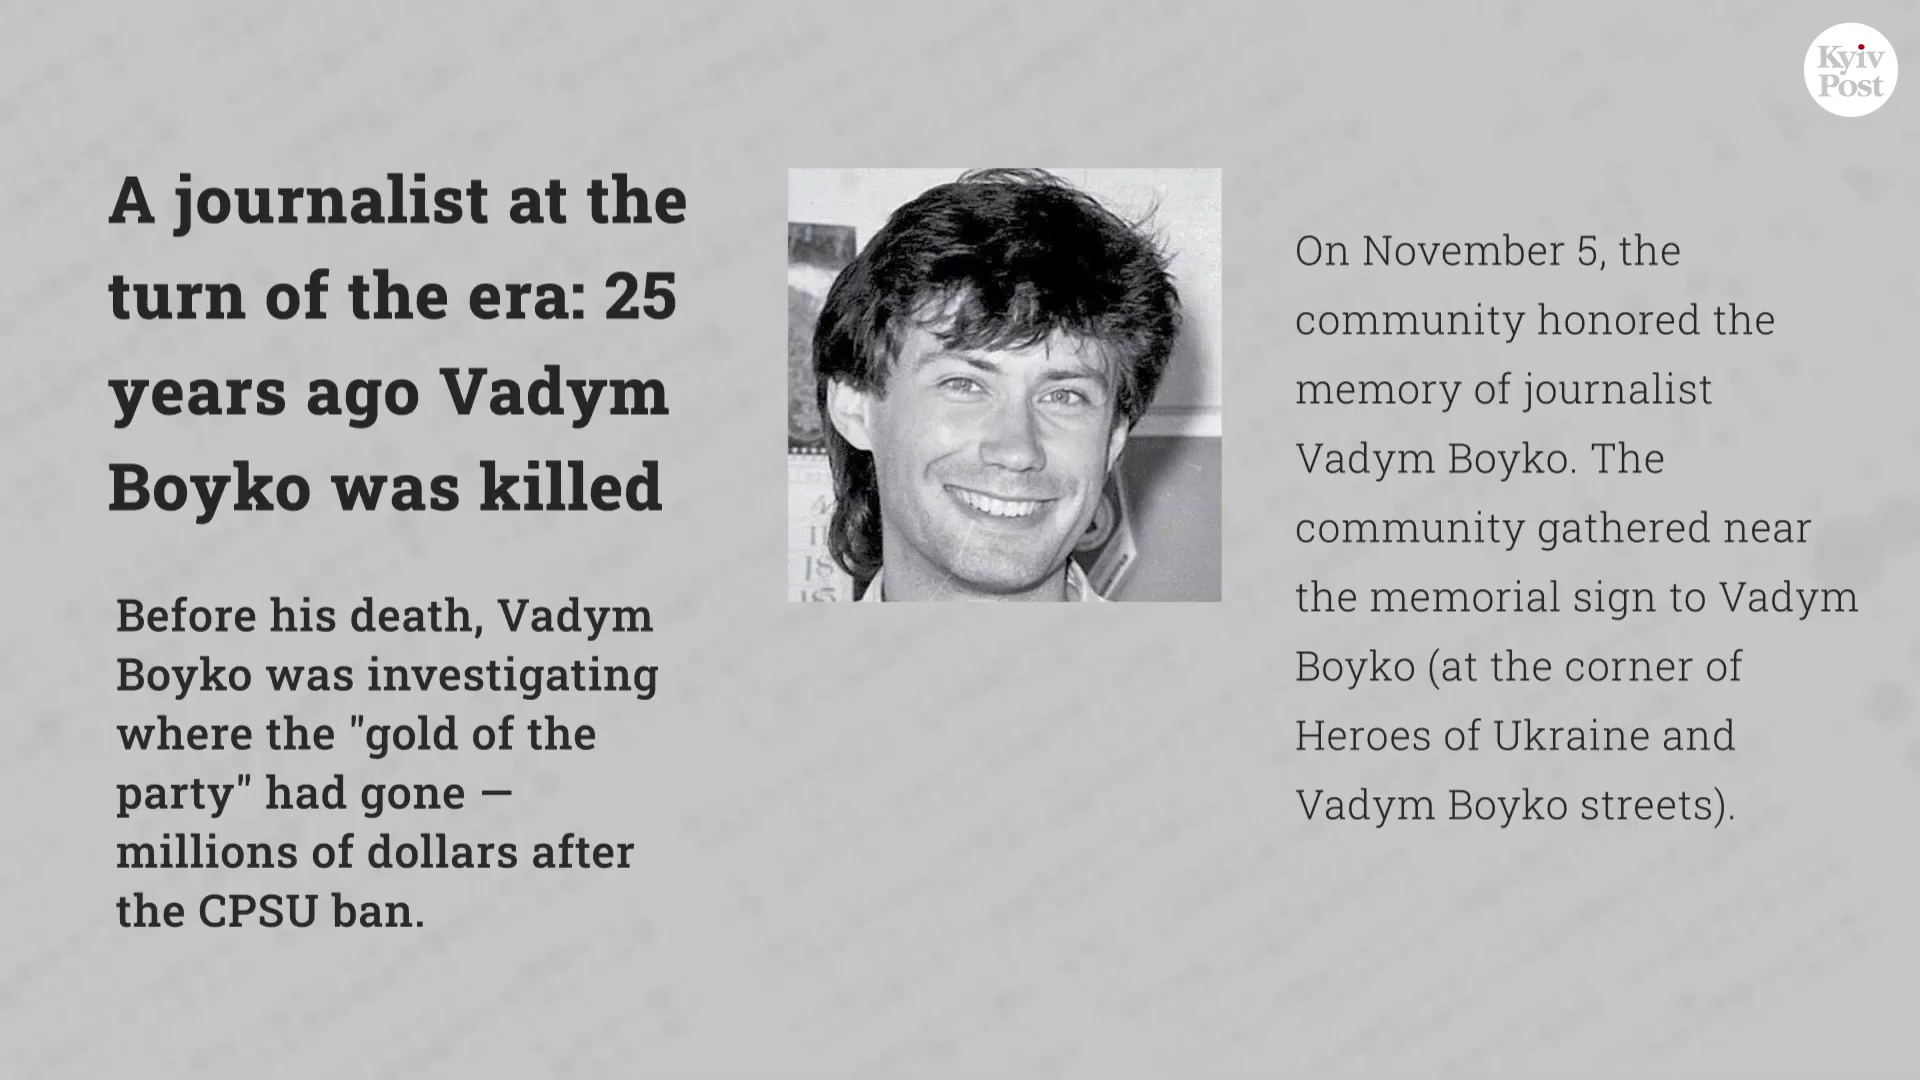 Kyiv
Post
A journalist at the
turn of the era: 25
years ago Vadym
Boyko was killed
Before his death, Vadym
Boyko was investigating
where the "gold of the
party" had gone —
millions of dollars after
the CPSU ban.
On November 5, the
community honored the
memory of journalist
Vadym Boyko. The
community gathered near
the memorial sign to Vadym
Boyko (at the corner of
Heroes of Ukraine and
Vadym Boyko streets).